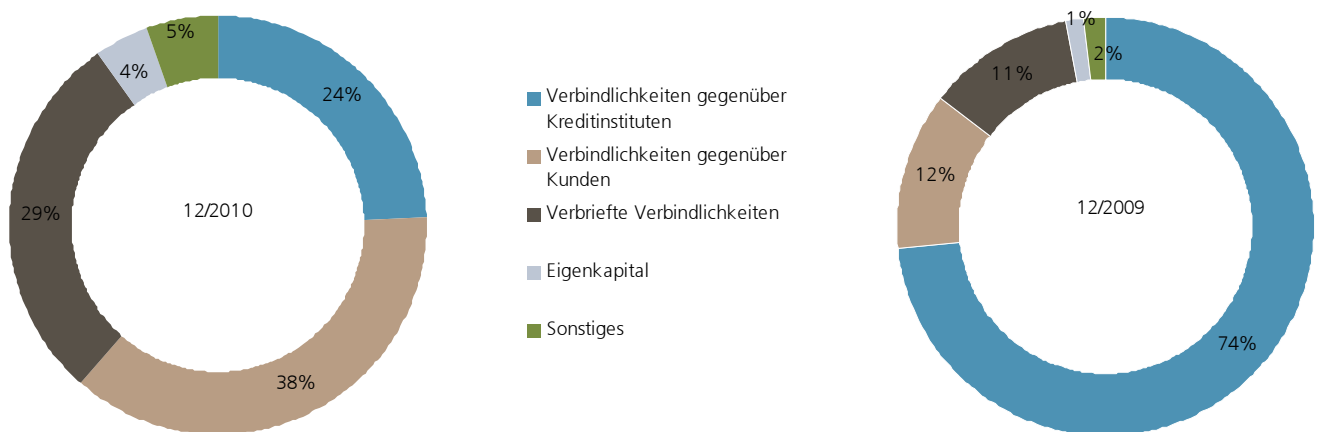 5%
4%
24%
29%
12/2010
38%
Verbindlichkeiten gegenüber
Kreditinstituten
Verbindlichkeiten gegenüber
Kunden
Verbriefte Verbindlichkeiten
Eigenkapital
Sonstiges
1%
2%
11%
12%
12/2009
74%